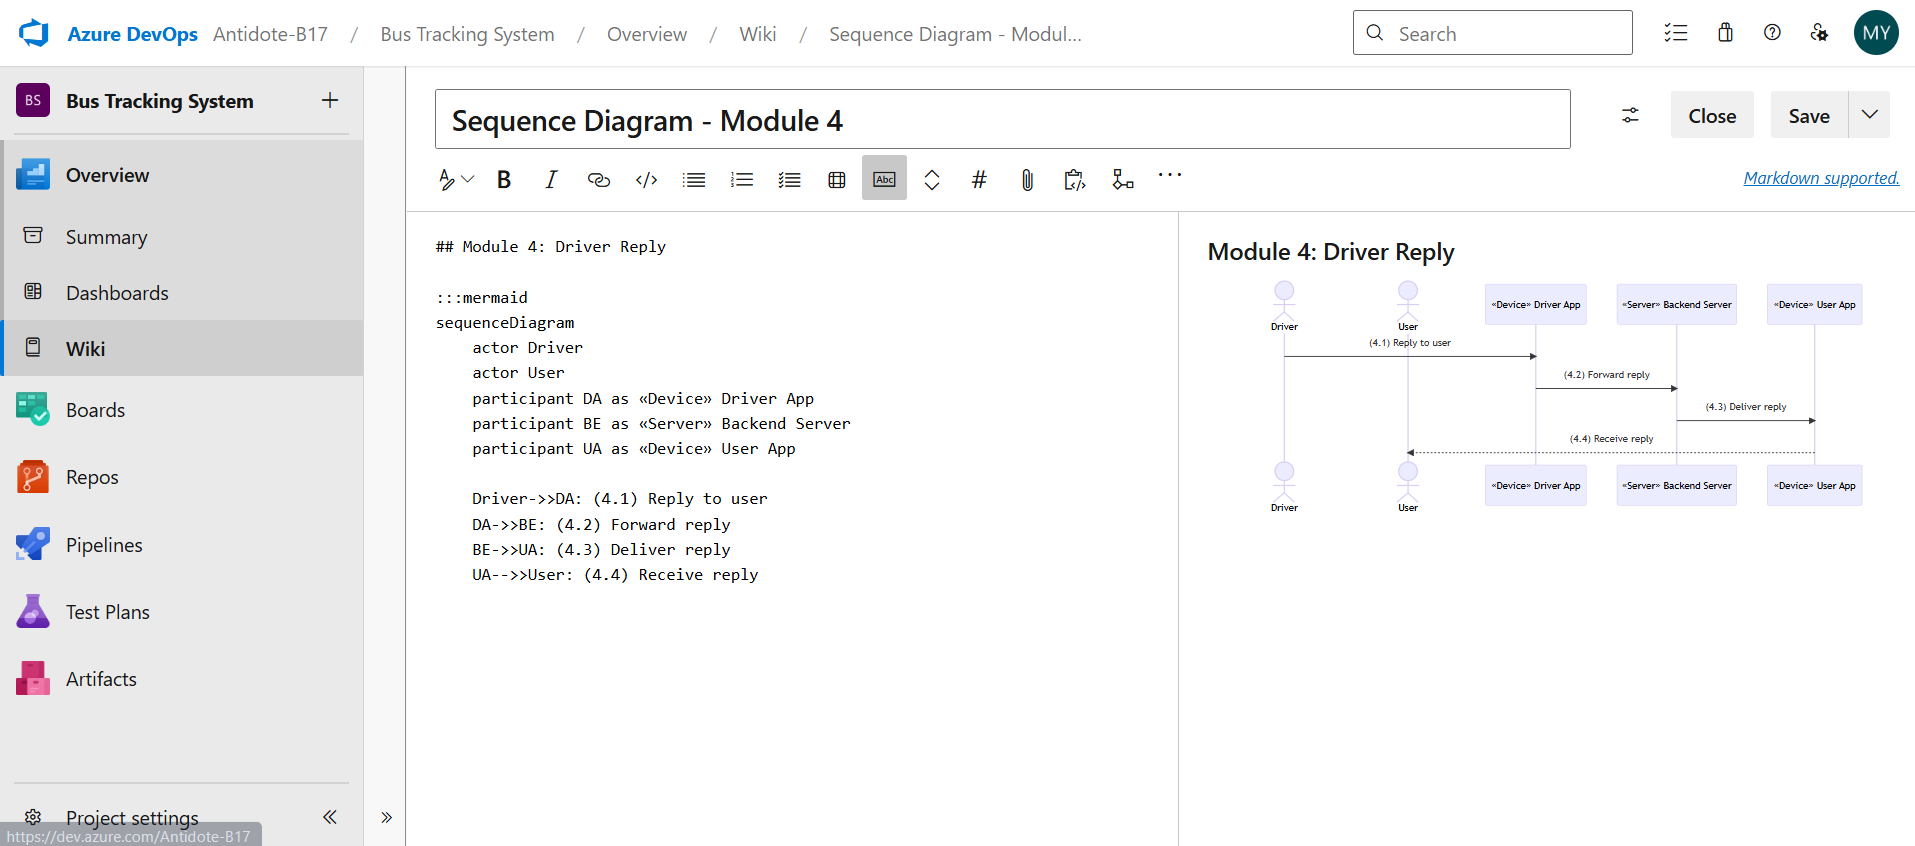 Azure DevOps Antidote-B17 / Bus Tracking System / Overview / Wiki / Sequence Diagram - Modul... Search MY
BS Bus Tracking System
Overview
Summary
Dashboards
Wiki
Boards
Repos
Pipelines
Test Plans
Artifacts
Project settings
https://dev.azure.com/Antidote-B17
Sequence Diagram - Module 4
Close
Save
B I </> Abc #
Markdown supported.
## Module 4: Driver Reply
:::mermaid
sequenceDiagram
actor Driver
actor User
participant DA as «Device» Driver App
participant BE as «Server» Backend Server
participant UA as «Device» User App
Driver->>DA: (4.1) Reply to user
DA->>BE: (4.2) Forward reply
BE->>UA: (4.3) Deliver reply
UA-->>User: (4.4) Receive reply
Module 4: Driver Reply
Driver User «Device» Driver App «Server» Backend Server «Device» User App
(4.1) Reply to user
(4.2) Forward reply
(4.3) Deliver reply
(4.4) Receive reply
Driver User «Device» Driver App «Server» Backend Server «Device» User App